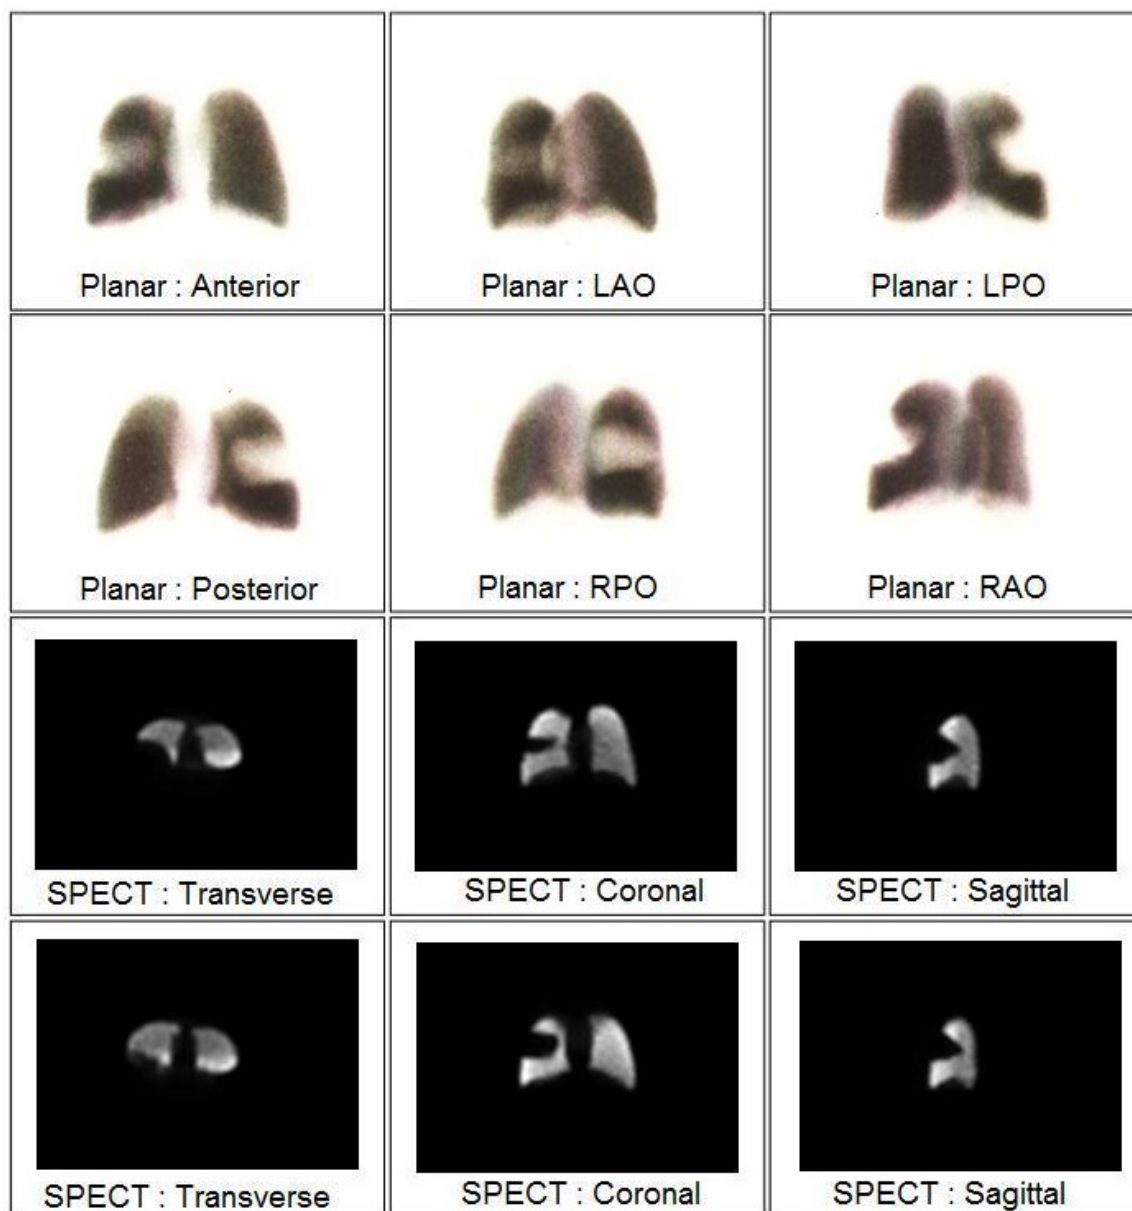 Planar : Anterior
Planar : LAO
Planar : LPO
Planar : Posterior
Planar : RPO
Planar : RAO
SPECT : Transverse
SPECT : Coronal
SPECT : Sagittal
SPECT : Transverse
SPECT : Coronal
SPECT : Sagittal